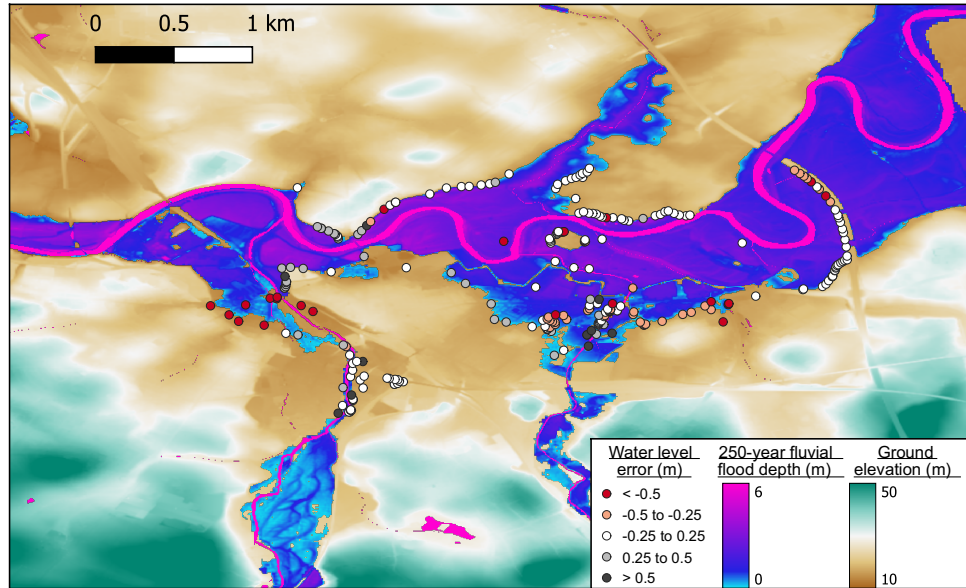 0 0.5 1 km
Water level
error (m)
< -0.5
-0.5 to -0.25
-0.25 to 0.25
0.25 to 0.5
> 0.5
250-year fluvial
flood depth (m)
6
0
Ground
elevation (m)
50
10